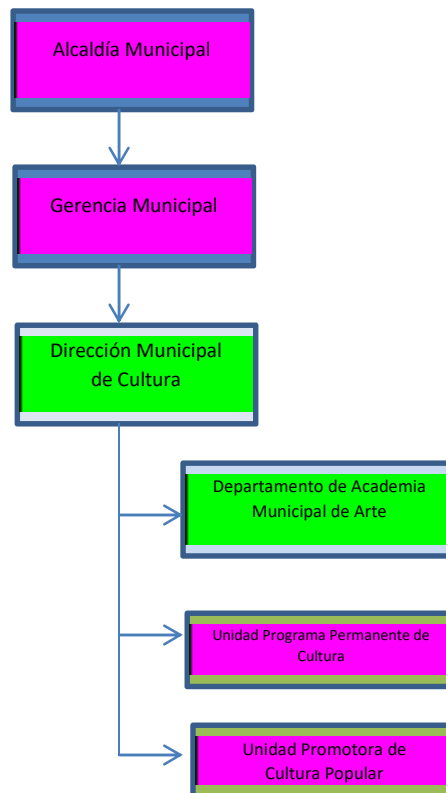 Alcaldía Municipal
Gerencia Municipal
Dirección Municipal
de Cultura
Departamento de Academia
Municipal de Arte
Unidad Programa Permanente de
Cultura
Unidad Promotora de
Cultura Popular